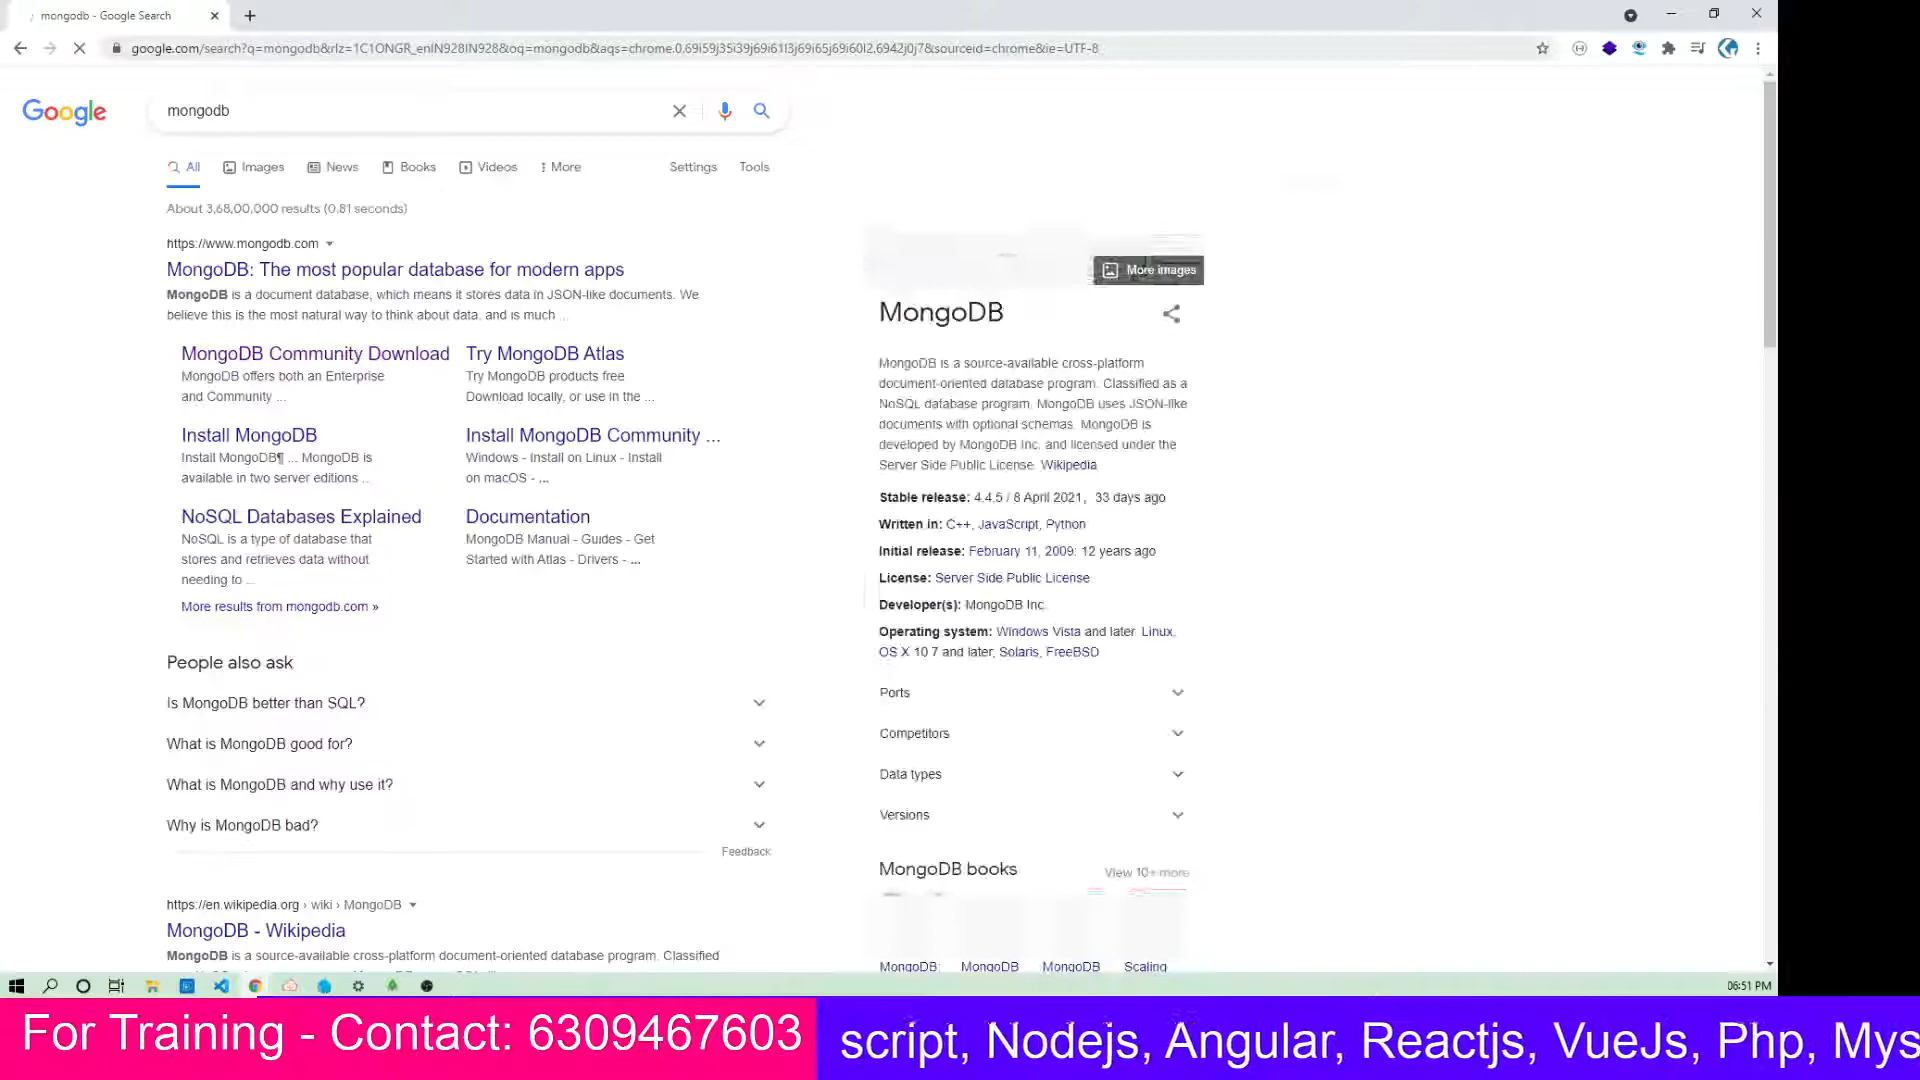 mongodb - Google Search
google.com/search?q=mongodb&rlz=1C1ONGR_enIN928IN928&oq=mongodb&aqs=chrome.0.69i59j35i39j69i61l3j69i65j69i60l2.6942j0j7&sourceid=chrome&ie=UTF-8
Google
mongodb
All Images News Books Videos More Settings Tools
About 3,68,00,000 results (0.81 seconds)
https://www.mongodb.com
MongoDB: The most popular database for modern apps
MongoDB is a document database, which means it stores data in JSON-like documents. We
believe this is the most natural way to think about data, and is much ...
MongoDB Community Download
MongoDB offers both an Enterprise
and Community ...
Try MongoDB Atlas
Try MongoDB products free
Download locally, or use in the ...
Install MongoDB
Install MongoDB¶ ... MongoDB is
available in two server editions ...
Install MongoDB Community ...
Windows - Install on Linux - Install
on macOS - ...
NoSQL Databases Explained
NoSQL is a type of database that
stores and retrieves data without
needing to ...
Documentation
MongoDB Manual - Guides - Get
Started with Atlas - Drivers - ...
More results from mongodb.com »
People also ask
Is MongoDB better than SQL?
What is MongoDB good for?
What is MongoDB and why use it?
Why is MongoDB bad?
Feedback
https://en.wikipedia.org › wiki › MongoDB
MongoDB - Wikipedia
MongoDB is a source-available cross-platform document-oriented database program. Classified
More images
MongoDB
MongoDB is a source-available cross-platform
document-oriented database program. Classified as a
NoSQL database program, MongoDB uses JSON-like
documents with optional schemas. MongoDB is
developed by MongoDB Inc. and licensed under the
Server Side Public License. Wikipedia
Stable release: 4.4.5 / 8 April 2021, 33 days ago
Written in: C++, JavaScript, Python
Initial release: February 11, 2009; 12 years ago
License: Server Side Public License
Developer(s): MongoDB Inc.
Operating system: Windows Vista and later, Linux,
OS X 10.7 and later, Solaris, FreeBSD
Ports
Competitors
Data types
Versions
MongoDB books View 10+ more
MongoDB: MongoDB MongoDB Scaling
06:51 PM
For Training - Contact: 6309467603
script, Nodejs, Angular, Reactjs, VueJs, Php, Mys